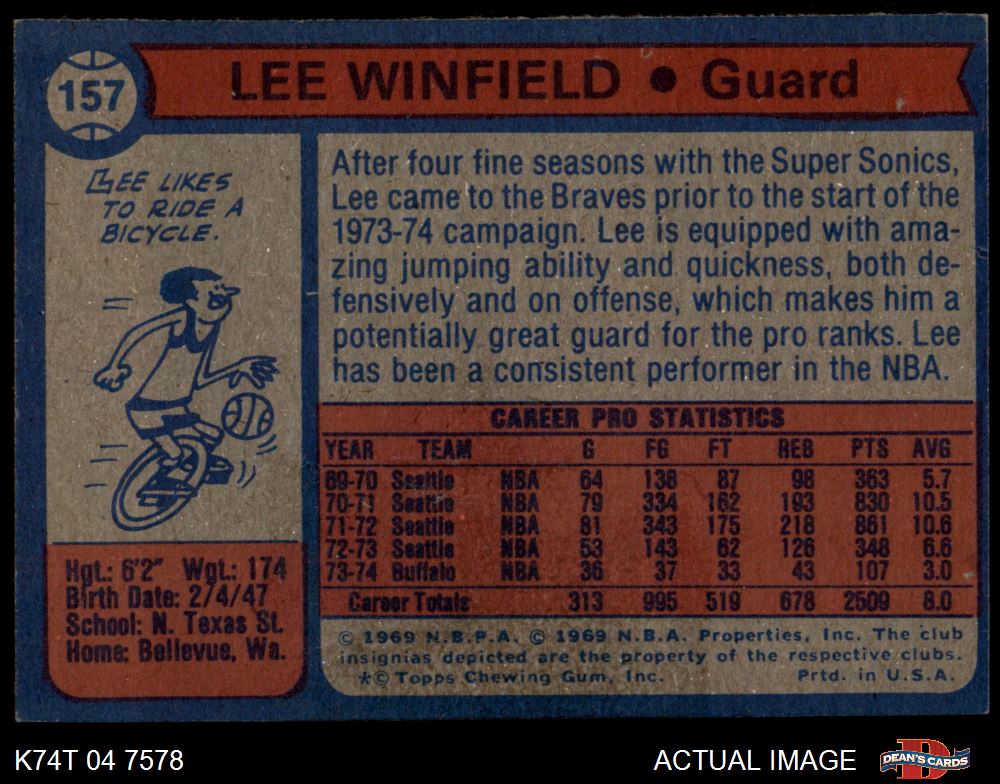 157
LEE WINFIELD • Guard
LEE LIKES
TO RIDE A
BICYCLE.
After four fine seasons with the Super Sonics,
Lee came to the Braves prior to the start of the
1973-74 campaign. Lee is equipped with ama-
zing jumping ability and quickness, both de-
fensively and on offense, which makes him a
potentially great guard for the pro ranks. Lee
has been a consistent performer in the NBA.
Hgt.: 6'2" Wgt.: 174
Birth Date: 2/4/47
School: N. Texas St.
Home: Bellevue, Wa.
CAREER PRO STATISTICS
YEAR TEAM G FG FT REB PTS AVG
69-70 Seattle NBA 64 138 87 98 363 5.7
70-71 Seattle NBA 79 334 162 193 830 10.5
71-72 Seattle NBA 81 343 175 218 861 10.6
72-73 Seattle NBA 53 143 62 126 348 6.6
73-74 Buffalo NBA 36 37 33 43 107 3.0
Career Totals 313 995 519 678 2509 8.0
© 1969 N.B.P.A. © 1969 N.B.A. Properties, Inc. The club
insignias depicted are the property of the respective clubs.
*© Topps Chewing Gum, Inc. Prtd. in U.S.A.
K74T 04 7578
ACTUAL IMAGE
DEAN'S CARDS